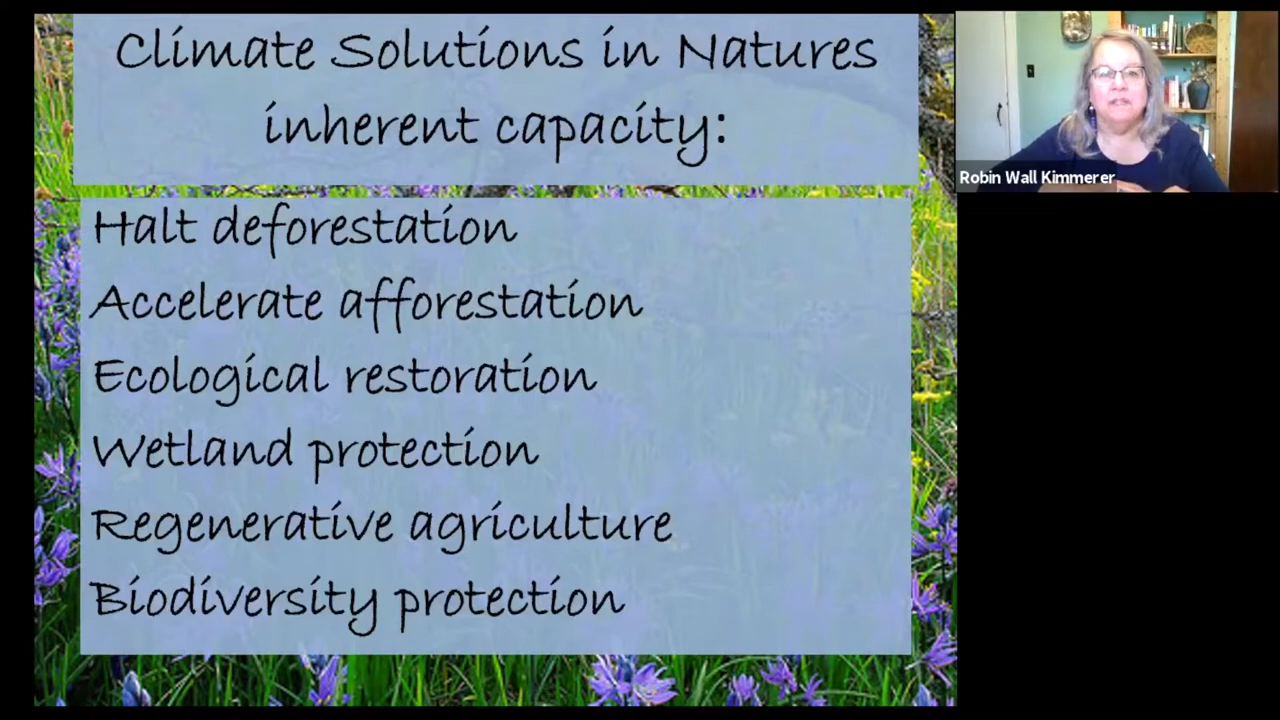 Climate Solutions in Natures
inherent capacity:
Halt deforestation
Accelerate afforestation
Ecological restoration
Wetland protection
Regenerative agriculture
Biodiversity protection
Robin Wall Kimmerer